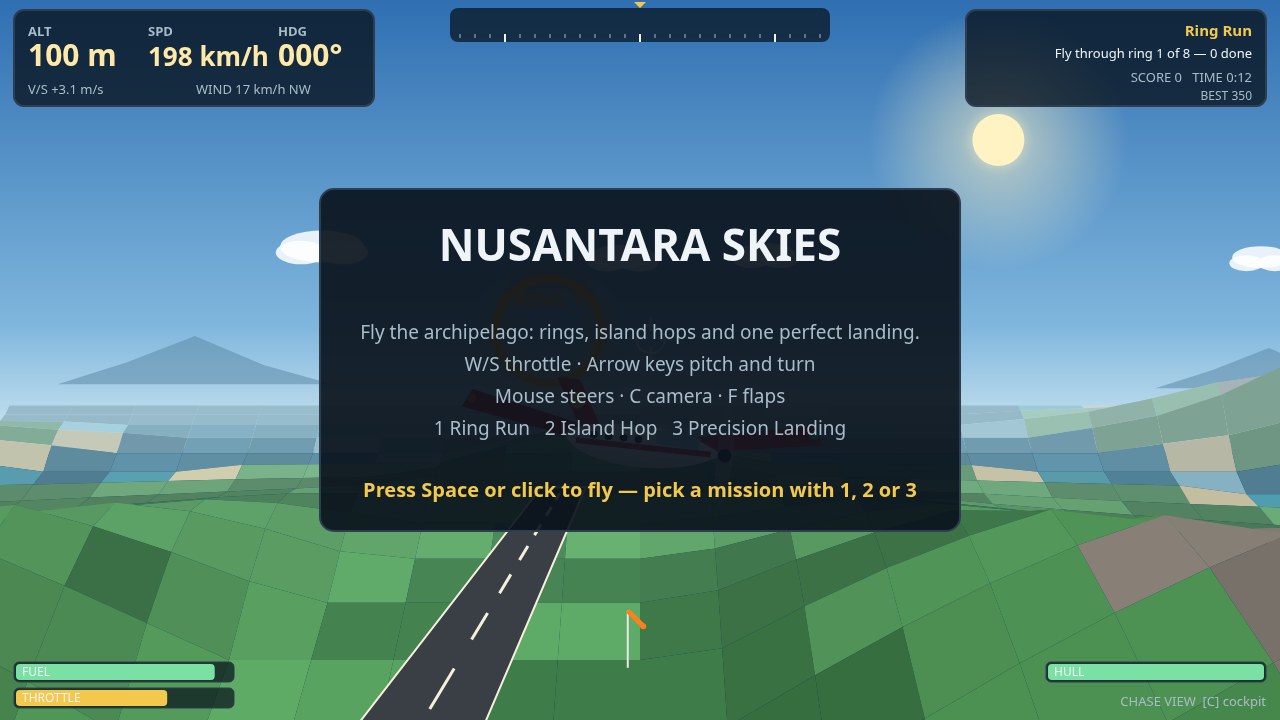 ALT SPD HDG
100 m 198 km/h 000°
V/S +3.1 m/s WIND 17 km/h NW
Ring Run
Fly through ring 1 of 8 — 0 done
SCORE 0 TIME 0:12
BEST 350
NUSANTARA SKIES
Fly the archipelago: rings, island hops and one perfect landing.
W/S throttle · Arrow keys pitch and turn
Mouse steers · C camera · F flaps
1 Ring Run 2 Island Hop 3 Precision Landing
Press Space or click to fly — pick a mission with 1, 2 or 3
FUEL
THROTTLE
HULL
CHASE VIEW [C] cockpit